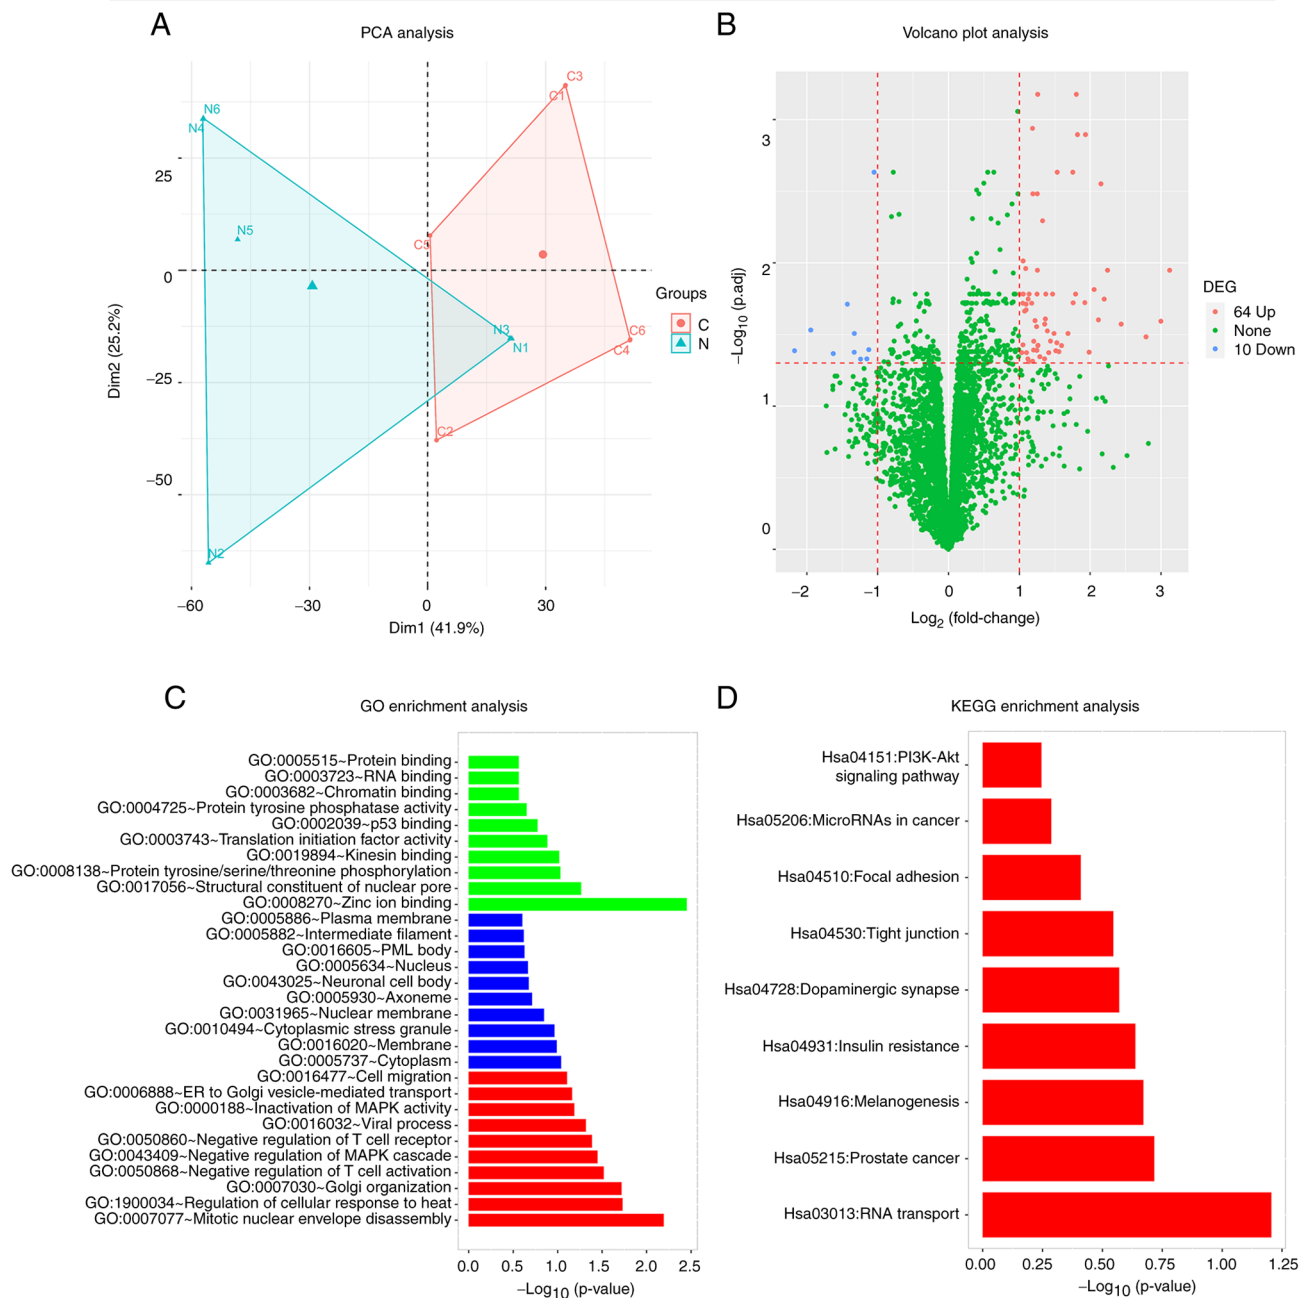 A
PCA analysis
N6
N4
N5
N2
N3
N1
C3
C1
C5
C6
C4
C2
25
0
−25
−50
−60
−30
0
30
Dim2 (25.2%)
Dim1 (41.9%)
Groups
C
N
B
Volcano plot analysis
3
2
1
0
−2
−1
0
1
2
3
−Log10 (p.adj)
Log2 (fold-change)
DEG
64 Up
None
10 Down
C
GO enrichment analysis
GO:0005515~Protein binding
GO:0003723~RNA binding
GO:0003682~Chromatin binding
GO:0004725~Protein tyrosine phosphatase activity
GO:0002039~p53 binding
GO:0003743~Translation initiation factor activity
GO:0019894~Kinesin binding
GO:0008138~Protein tyrosine/serine/threonine phosphorylation
GO:0017056~Structural constituent of nuclear pore
GO:0008270~Zinc ion binding
GO:0005886~Plasma membrane
GO:0005882~Intermediate filament
GO:0016605~PML body
GO:0005634~Nucleus
GO:0043025~Neuronal cell body
GO:0005930~Axoneme
GO:0031965~Nuclear membrane
GO:0010494~Cytoplasmic stress granule
GO:0016020~Membrane
GO:0005737~Cytoplasm
GO:0016477~Cell migration
GO:0006888~ER to Golgi vesicle-mediated transport
GO:0000188~Inactivation of MAPK activity
GO:0016032~Viral process
GO:0050860~Negative regulation of T cell receptor
GO:0043409~Negative regulation of MAPK cascade
GO:0050868~Negative regulation of T cell activation
GO:0007030~Golgi organization
GO:1900034~Regulation of cellular response to heat
GO:0007077~Mitotic nuclear envelope disassembly
0.0
0.5
1.0
1.5
2.0
2.5
−Log10 (p-value)
D
KEGG enrichment analysis
Hsa04151:PI3K-Akt
signaling pathway
Hsa05206:MicroRNAs in cancer
Hsa04510:Focal adhesion
Hsa04530:Tight junction
Hsa04728:Dopaminergic synapse
Hsa04931:Insulin resistance
Hsa04916:Melanogenesis
Hsa05215:Prostate cancer
Hsa03013:RNA transport
0.00
0.25
0.50
0.75
1.00
1.25
−Log10 (p-value)